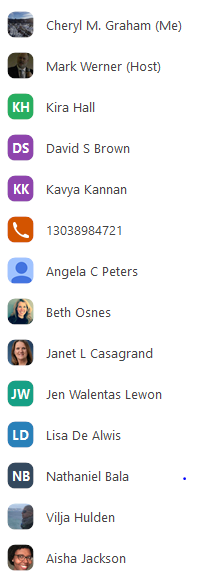 Cheryl M. Graham (Me)
Mark Werner (Host)
KH Kira Hall
DS David S Brown
KK Kavya Kannan
13038984721
Angela C Peters
Beth Osnes
Janet L Casagrand
JW Jen Walentas Lewon
LD Lisa De Alwis
NB Nathaniel Bala
Vilja Hulden
Aisha Jackson